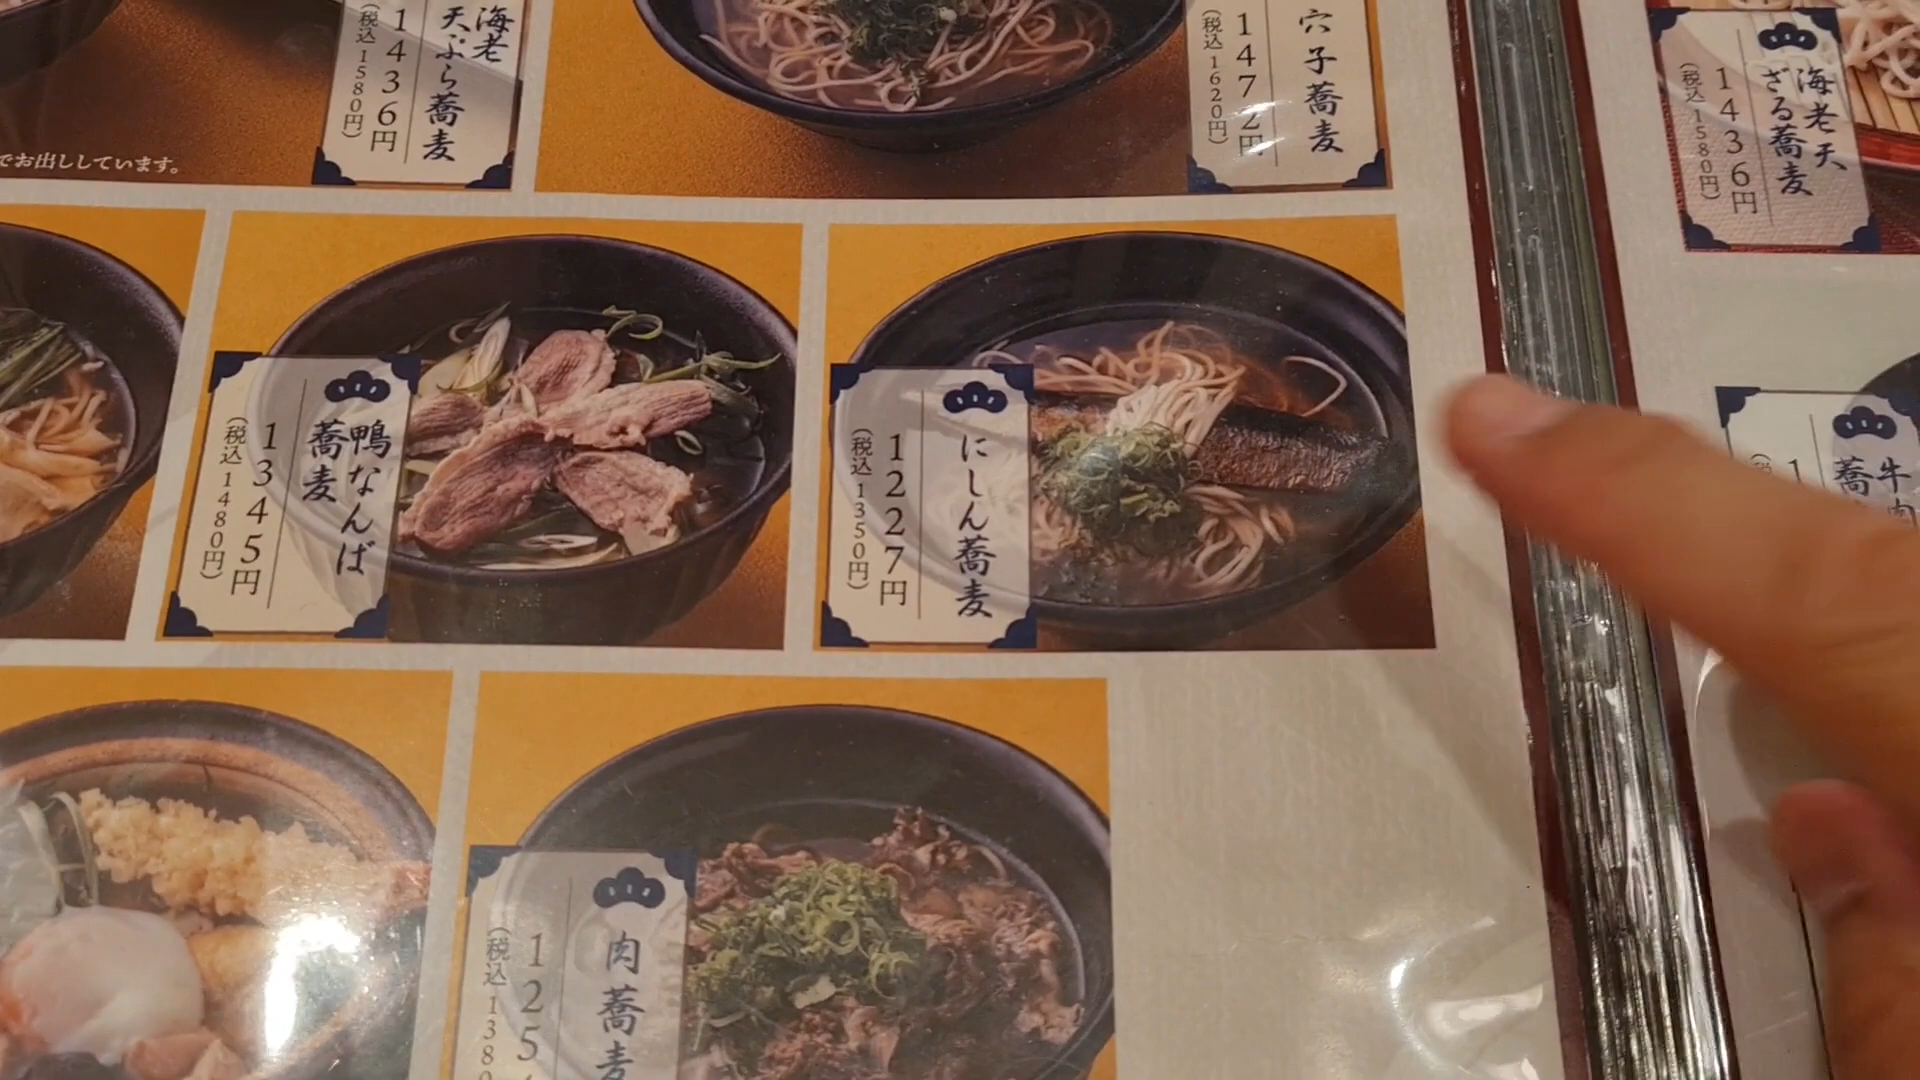 海老
天ぷら蕎麦
1436円
(税込1580円)
でお出ししています。
穴子蕎麦
1472円
(税込1620円)
海老天
ざる蕎麦
1436円
(税込1580円)
鴨なんば
蕎麦
1345円
(税込1480円)
にしん蕎麦
1227円
(税込1350円)
牛肉
蕎
肉蕎麦
125
(税込138